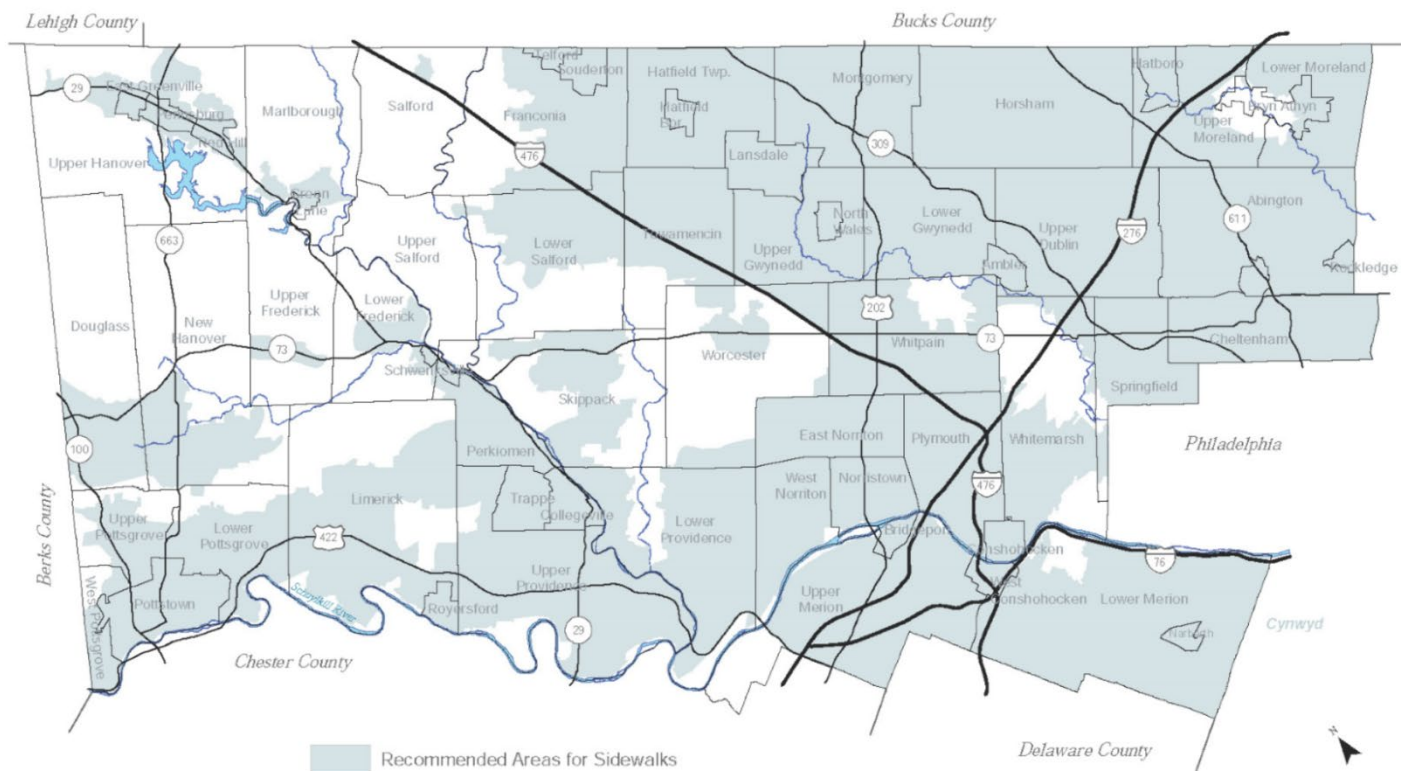 Lehigh County
Bucks County
Telford
Souderton
Hatboro
Lower Moreland
29
East Greenville
Pennsburg
Red Hill
Marlborough
Salford
Franconia
Hatfield Twp.
Hatfield
Bor.
Montgomery
Horsham
Bryn Athyn
Upper
Moreland
Upper Hanover
476
Lansdale
309
Green
Lane
663
Upper
Salford
Lower
Salford
Towamencin
Upper
Gwynedd
North
Wales
Lower
Gwynedd
Upper
Dublin
Ambler
276
611
Abington
Rockledge
Douglass
New
Hanover
Upper
Frederick
Lower
Frederick
73
Schwenksville
Worcester
202
Whitpain
73
Cheltenham
Springfield
Skippack
100
Perkiomen
East Norriton
Plymouth
Whitemarsh
Philadelphia
Berks County
Upper
Pottsgrove
Lower
Pottsgrove
Limerick
Trappe
Collegeville
Lower
Providence
West
Norriton
Norristown
476
Bridgeport
Conshohocken
422
76
West Pottsgrove
Pottstown
Schuylkill River
Royersford
Upper
Providence
29
Upper
Merion
West
Conshohocken
Lower Merion
Narberth
Cynwyd
Chester County
Delaware County
N
Recommended Areas for Sidewalks